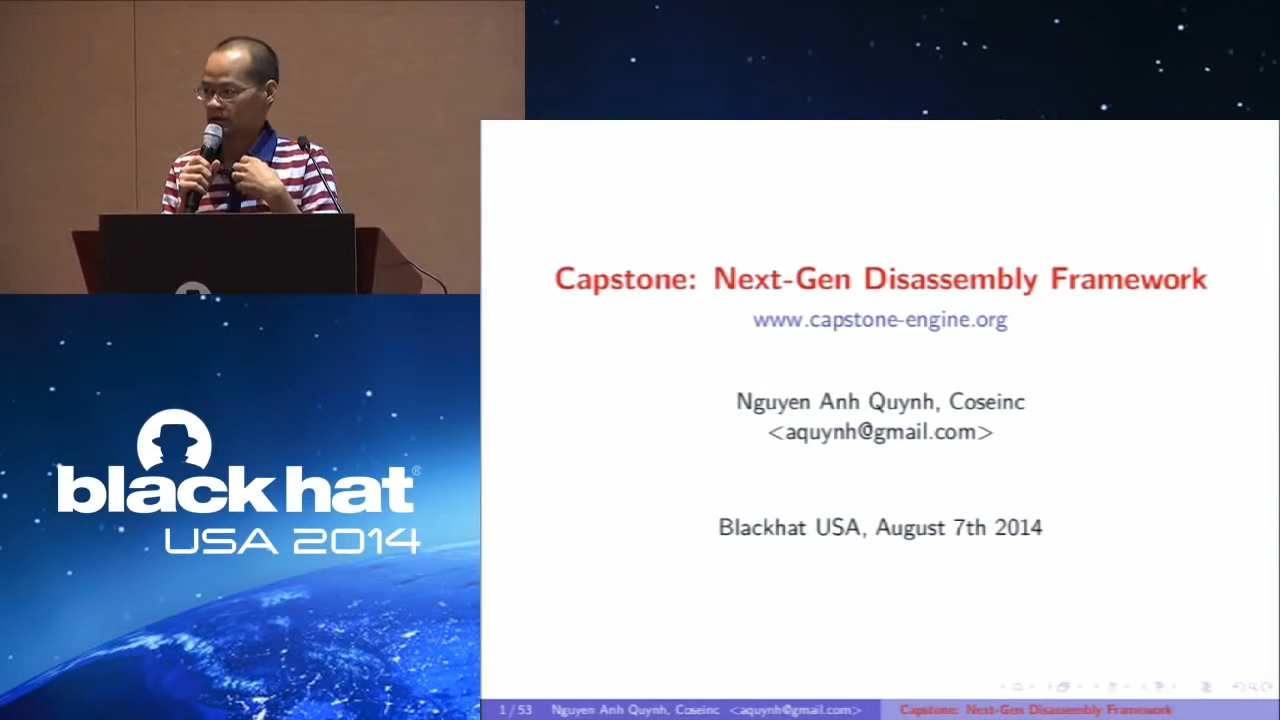 Capstone: Next-Gen Disassembly Framework
www.capstone-engine.org
Nguyen Anh Quynh, Coseinc
<aquynh@gmail.com>
Blackhat USA, August 7th 2014
black hat®
USA 2014
1 / 53 Nguyen Anh Quynh, Coseinc <aquynh@gmail.com> Capstone: Next-Gen Disassembly Framework